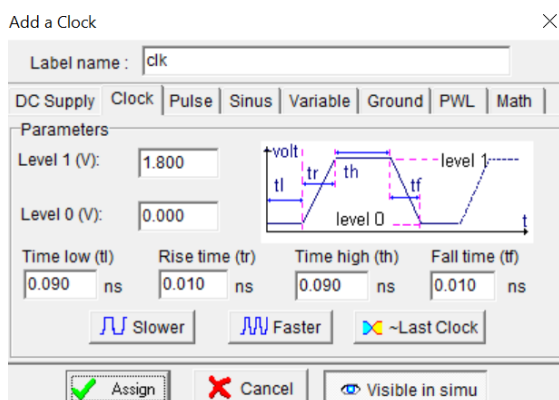 Add a Clock
Label name : clk
DC Supply Clock Pulse Sinus Variable Ground PWL Math
Parameters
Level 1 (V): 1.800
Level 0 (V): 0.000
volt
tl tr th tf
level 1
level 0
t
Time low (tl) Rise time (tr) Time high (th) Fall time (tf)
0.090 ns 0.010 ns 0.090 ns 0.010 ns
Slower Faster ~Last Clock
Assign Cancel Visible in simu